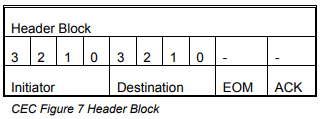 Header Block
3 2 1 0 3 2 1 0 - -
Initiator Destination EOM ACK
CEC Figure 7 Header Block